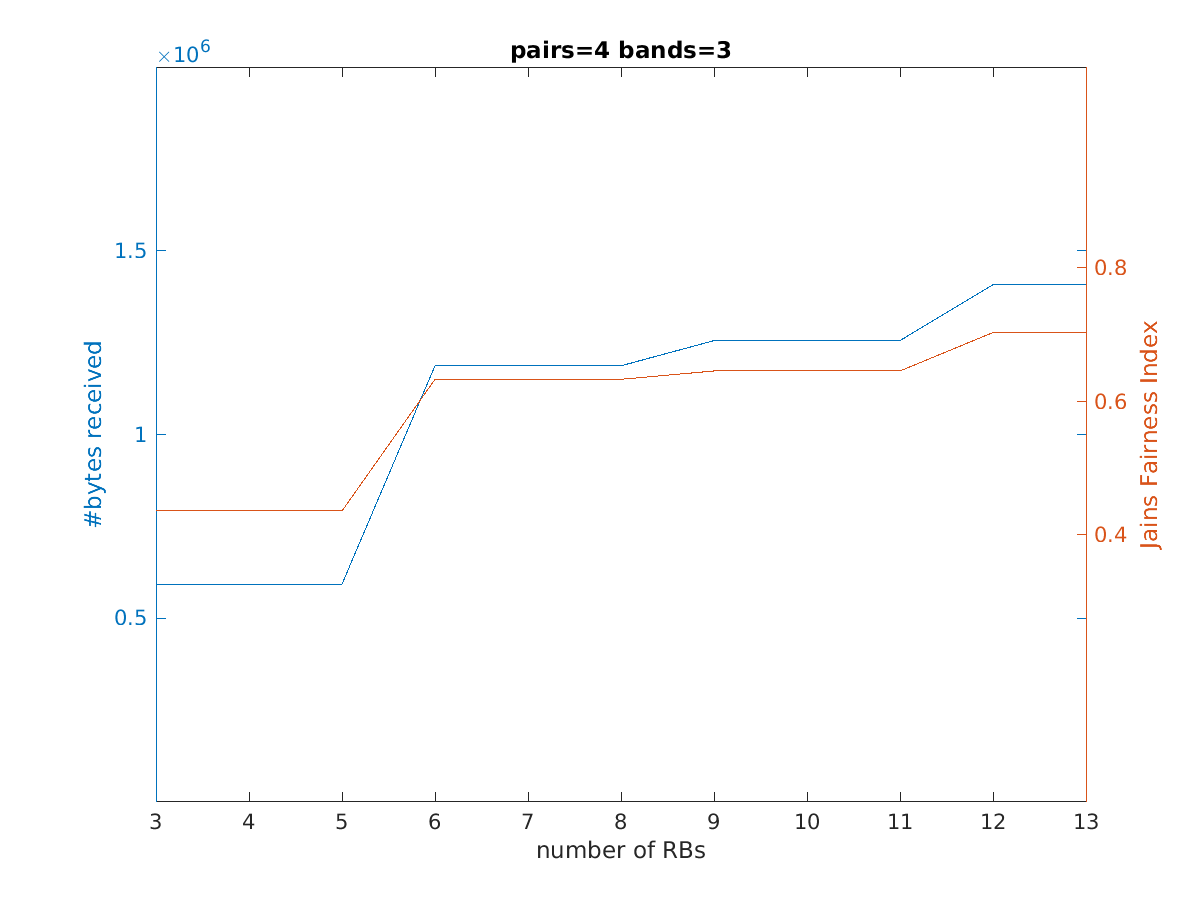 pairs=4 bands=3
×10^6
1.5
1
0.5
#bytes received
0.8
0.6
0.4
Jains Fairness Index
3 4 5 6 7 8 9 10 11 12 13
number of RBs